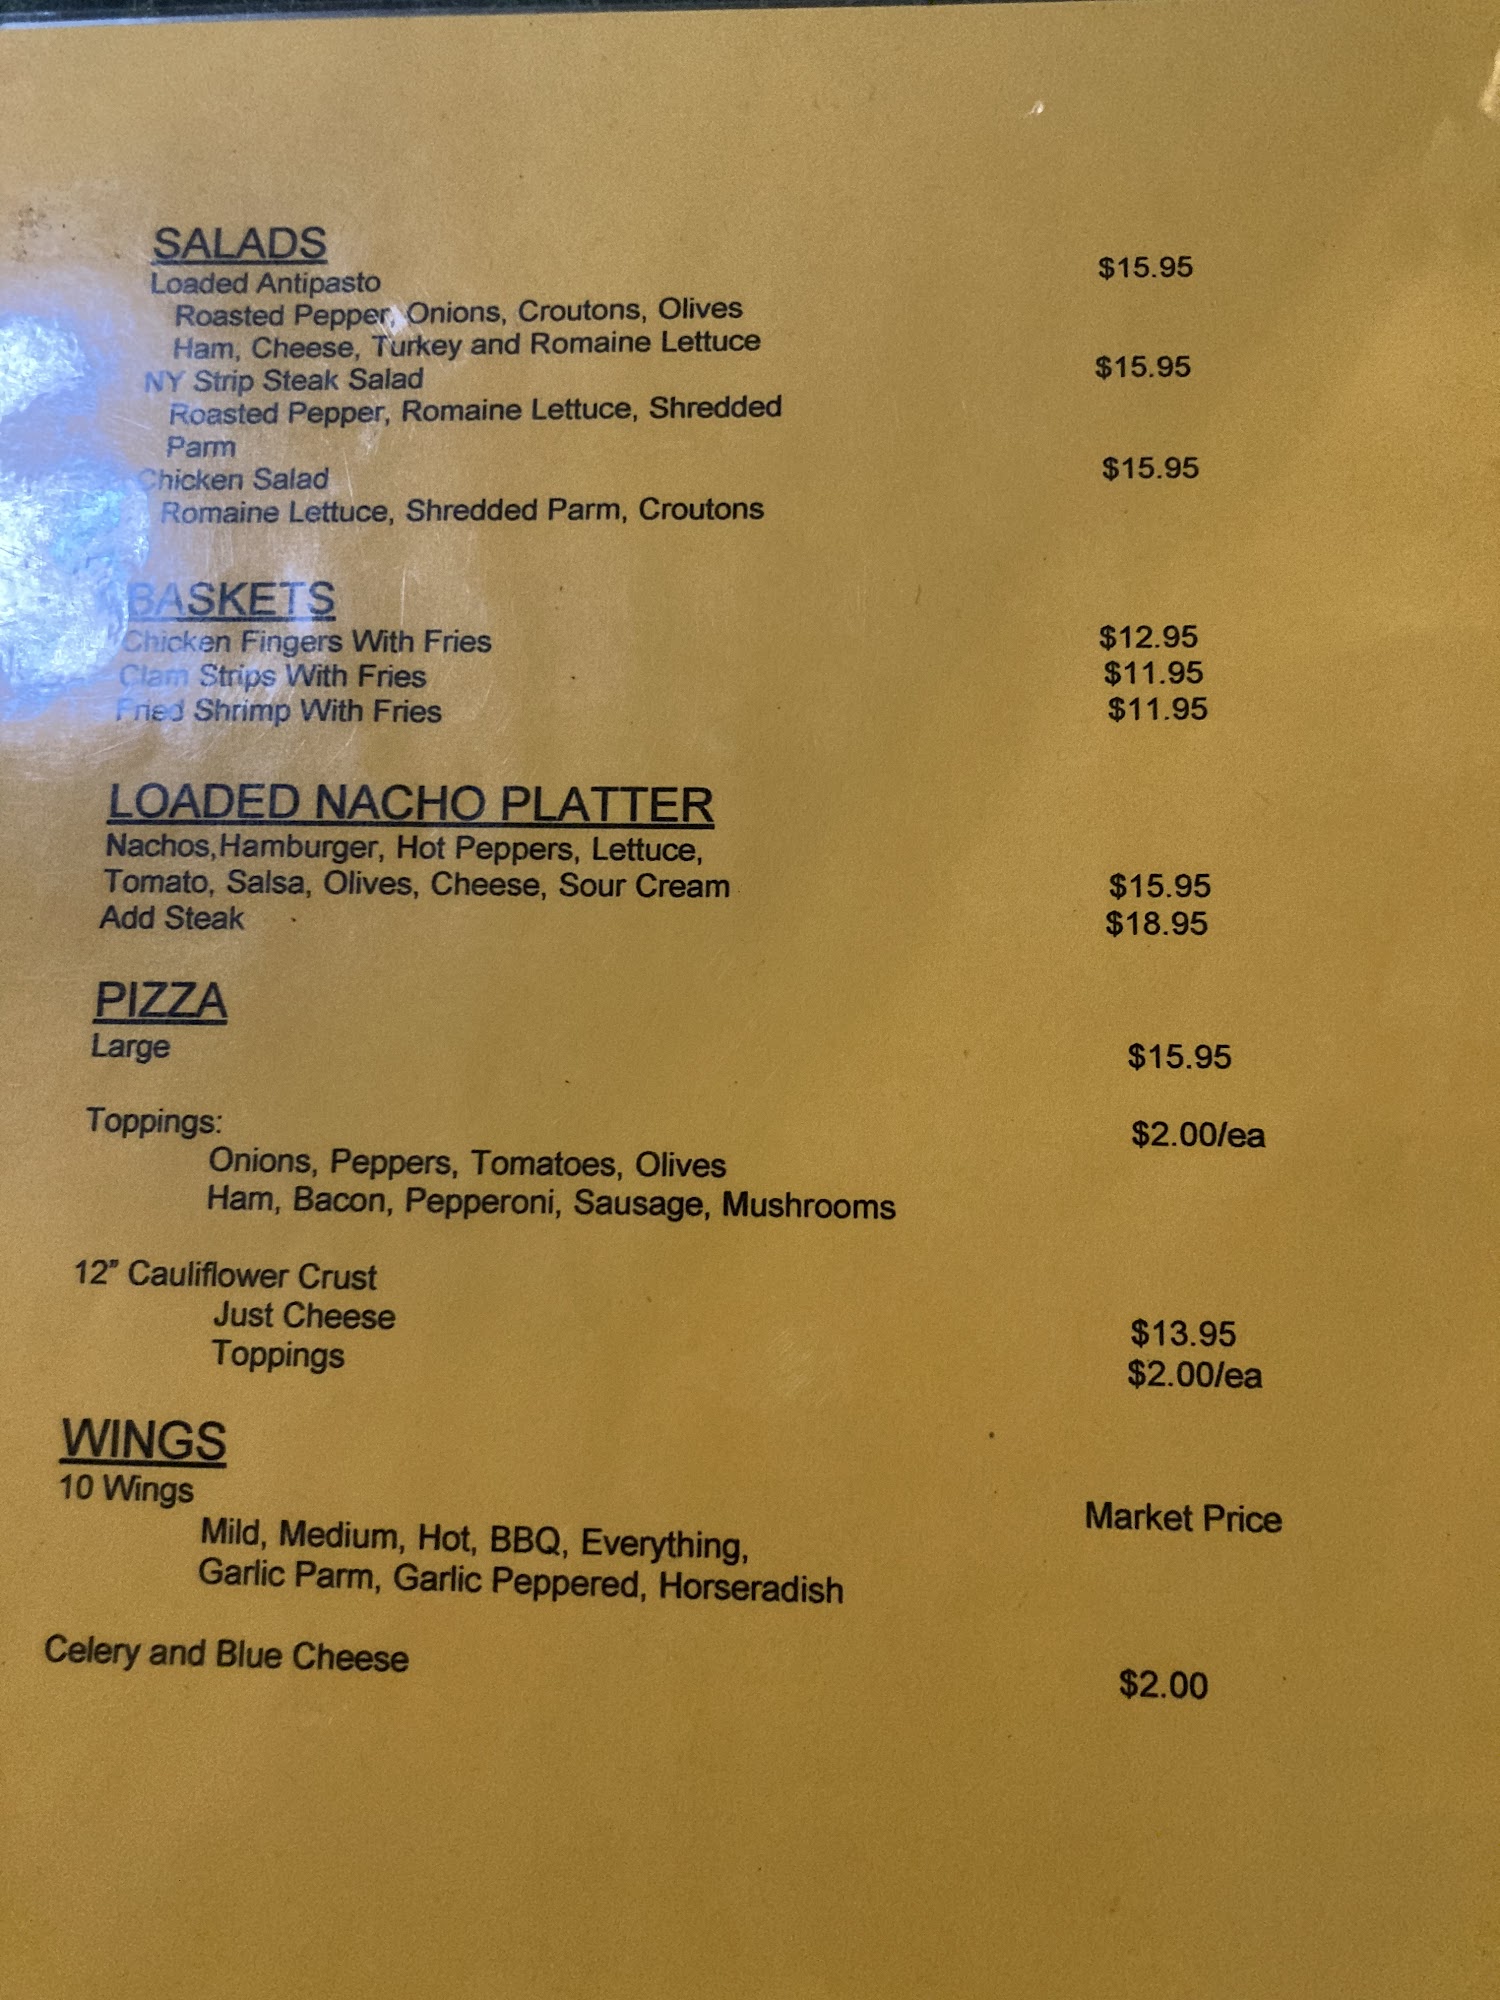 SALADS
Loaded Antipasto $15.95
Roasted Pepper, Onions, Croutons, Olives
Ham, Cheese, Turkey and Romaine Lettuce
NY Strip Steak Salad $15.95
Roasted Pepper, Romaine Lettuce, Shredded
Parm
Chicken Salad $15.95
Romaine Lettuce, Shredded Parm, Croutons
BASKETS
Chicken Fingers With Fries $12.95
Clam Strips With Fries $11.95
Fried Shrimp With Fries $11.95
LOADED NACHO PLATTER
Nachos,Hamburger, Hot Peppers, Lettuce,
Tomato, Salsa, Olives, Cheese, Sour Cream $15.95
Add Steak $18.95
PIZZA
Large $15.95
Toppings: $2.00/ea
Onions, Peppers, Tomatoes, Olives
Ham, Bacon, Pepperoni, Sausage, Mushrooms
12" Cauliflower Crust
Just Cheese $13.95
Toppings $2.00/ea
WINGS
10 Wings Market Price
Mild, Medium, Hot, BBQ, Everything,
Garlic Parm, Garlic Peppered, Horseradish
Celery and Blue Cheese $2.00